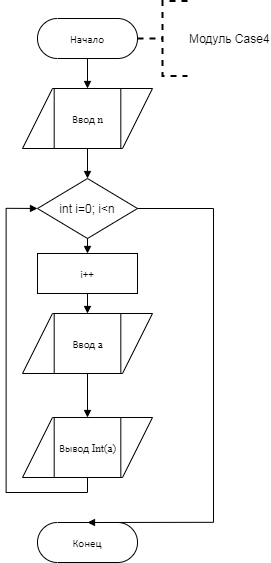 Начало
Модуль Case4
Ввод n
int i=0; i<n
i++
Ввод a
Вывод Int(a)
Конец